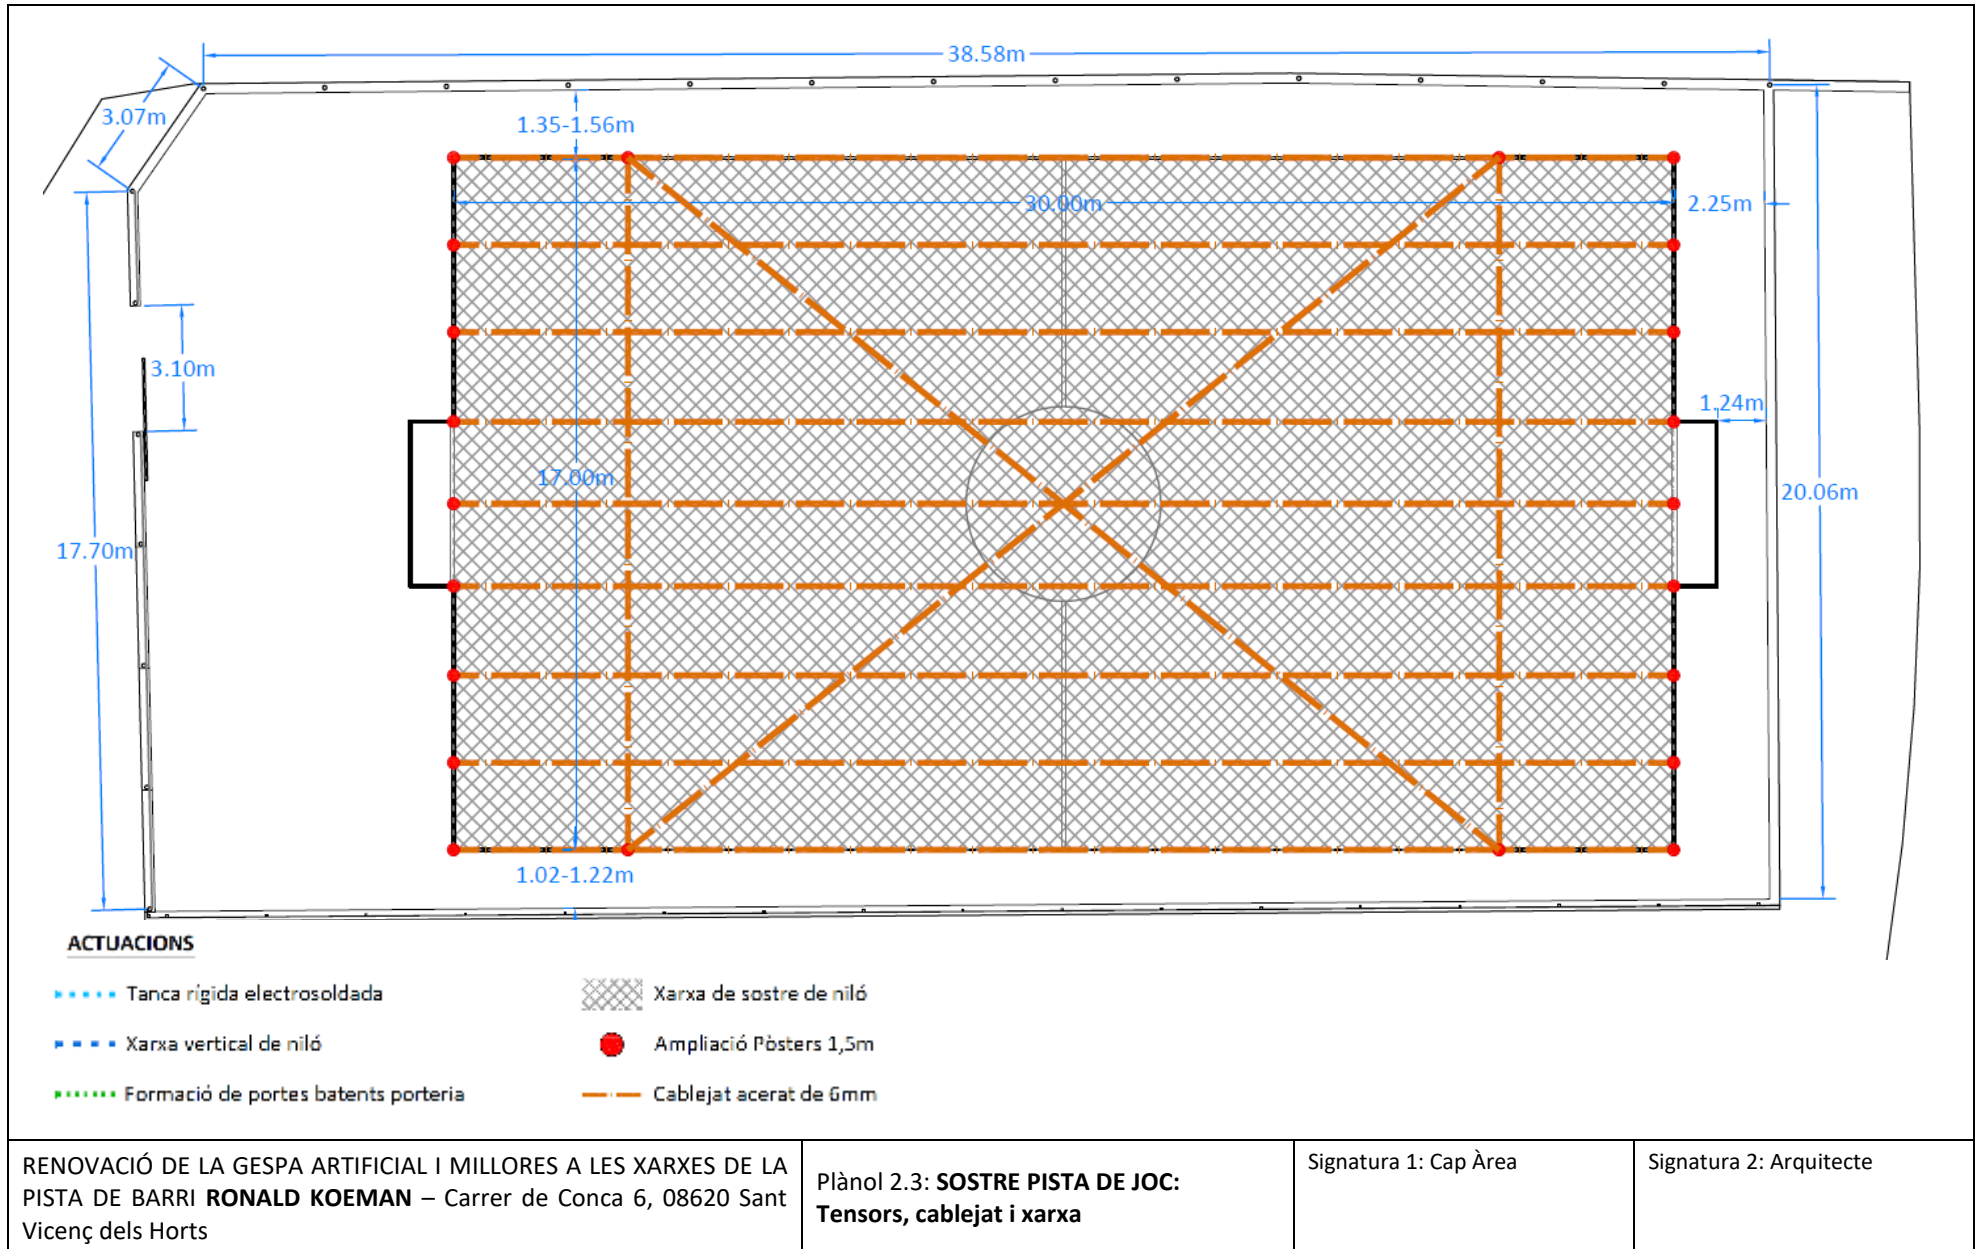 38.58m
3.07m
1.35-1.56m
30.00m
2.25m
3.10m
1.24m
17.00m
20.06m
17.70m
1.02-1.22m
ACTUACIONS
Tanca rígida electrosoldada
Xarxa de sostre de niló
Xarxa vertical de niló
Ampliació Pòsters 1,5m
Formació de portes batents porteria
Cablejat acerat de 6mm
RENOVACIÓ DE LA GESPA ARTIFICIAL I MILLORES A LES XARXES DE LA
PISTA DE BARRI RONALD KOEMAN – Carrer de Conca 6, 08620 Sant
Vicenç dels Horts
Plànol 2.3: SOSTRE PISTA DE JOC:
Tensors, cablejat i xarxa
Signatura 1: Cap Àrea
Signatura 2: Arquitecte